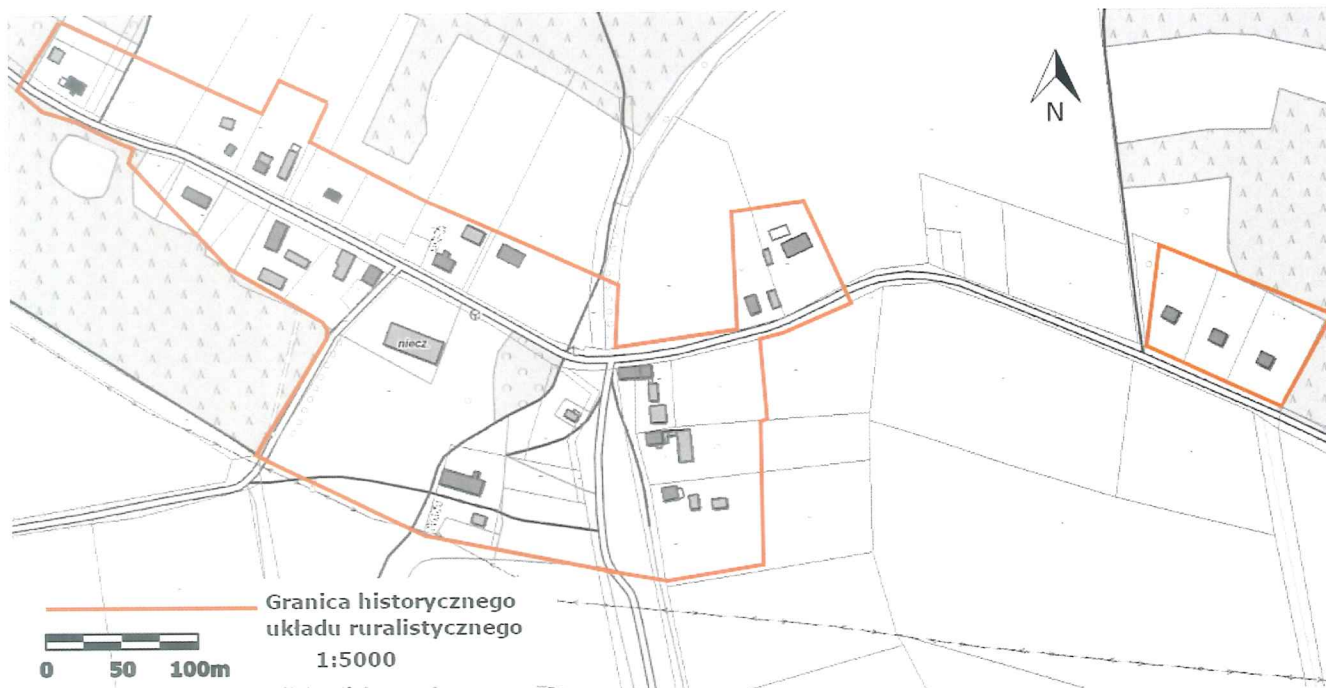 N
niecz
Granica historycznego
układu ruralistycznego
1:5000
0 50 100m